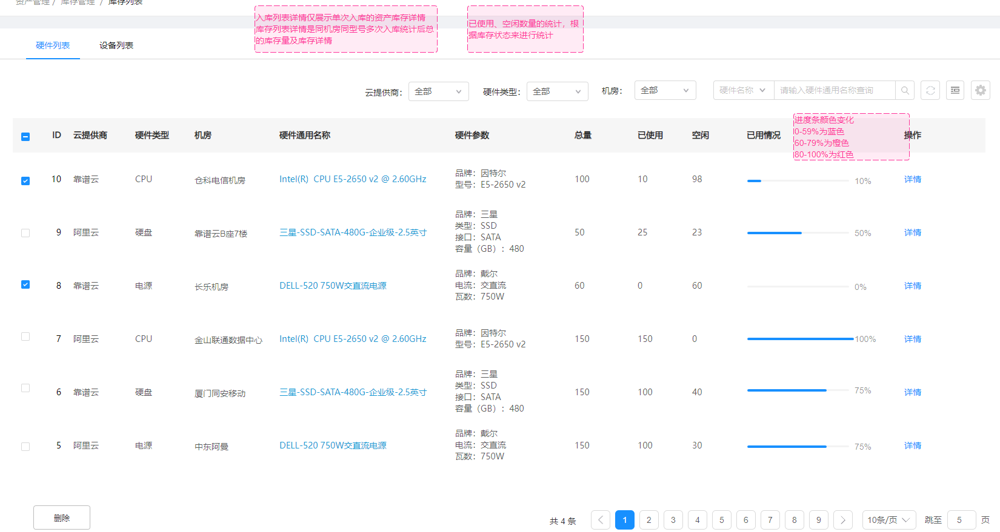 资产管理 / 库存管理 / 库存列表
入库列表详情仅展示单次入库的资产库存详情
库存列表详情是同机房同型号多次入库统计后总
的库存量及库存详情
已使用、空闲数量的统计，根
据库存状态来进行统计
硬件列表 设备列表
云提供商： 全部 硬件类型： 全部 机房： 全部 硬件名称 请输入硬件通用名称查询
进度条颜色变化
0-59%为蓝色
60-79%为橙色
80-100%为红色
ID 云提供商 硬件类型 机房 硬件通用名称 硬件参数 总量 已使用 空闲 已用情况 操作
10 靠谱云 CPU 仓科电信机房 Intel(R) CPU E5-2650 v2 @ 2.60GHz 品牌：因特尔 100 10 98 10% 详情
型号：E5-2650 v2
品牌：三星
类型：SSD
9 阿里云 硬盘 靠谱云B座7楼 三星-SSD-SATA-480G-企业级-2.5英寸 接口：SATA 50 25 23 50% 详情
容量（GB）：480
品牌：戴尔
8 靠谱云 电源 长乐机房 DELL-520 750W交直流电源 电流：交直流 60 0 60 0% 详情
瓦数：750W
7 阿里云 CPU 金山联通数据中心 Intel(R) CPU E5-2650 v2 @ 2.60GHz 品牌：因特尔 150 150 0 100% 详情
型号：E5-2650 v2
品牌：三星
类型：SSD
6 靠谱云 硬盘 厦门同安移动 三星-SSD-SATA-480G-企业级-2.5英寸 接口：SATA 150 100 40 75% 详情
容量（GB）：480
品牌：戴尔
5 阿里云 电源 中东阿曼 DELL-520 750W交直流电源 电流：交直流 150 100 30 75% 详情
瓦数：750W
删除 共 4 条 1 2 3 4 5 6 7 8 9 10条/页 跳至 5 页